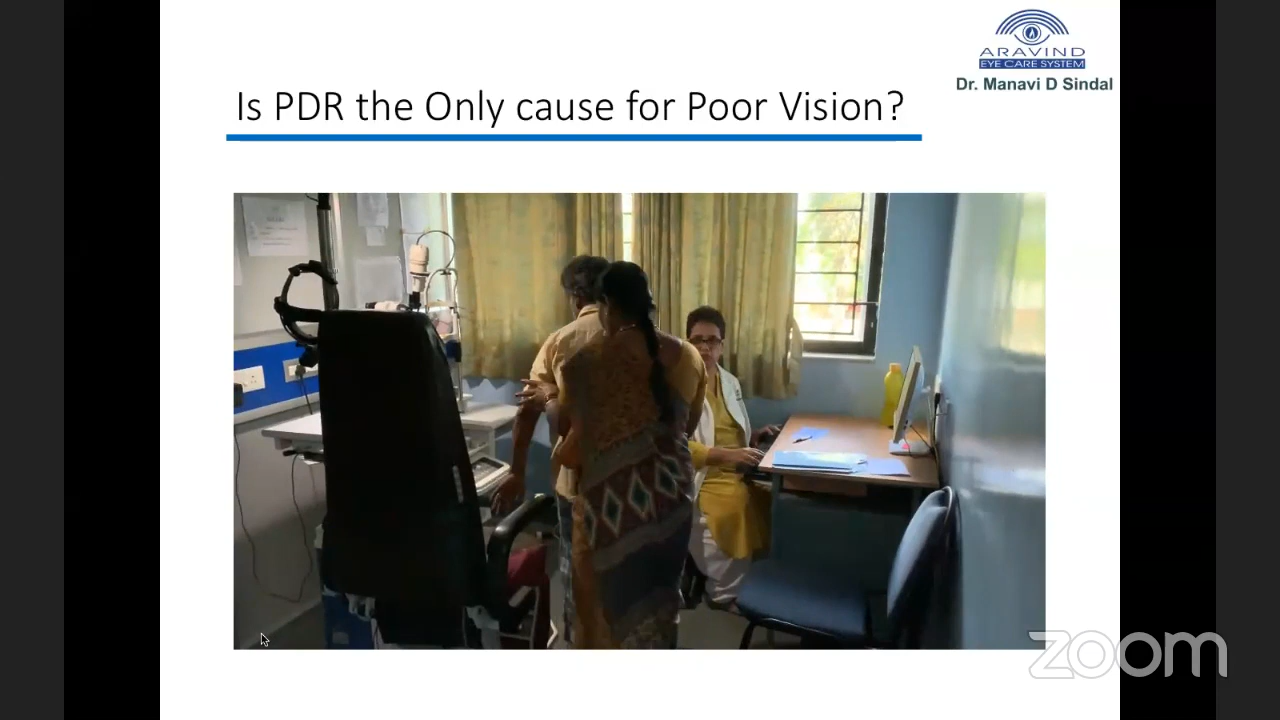 ARAVIND
EYE CARE SYSTEM
Dr. Manavi D Sindal
Is PDR the Only cause for Poor Vision?
zoom